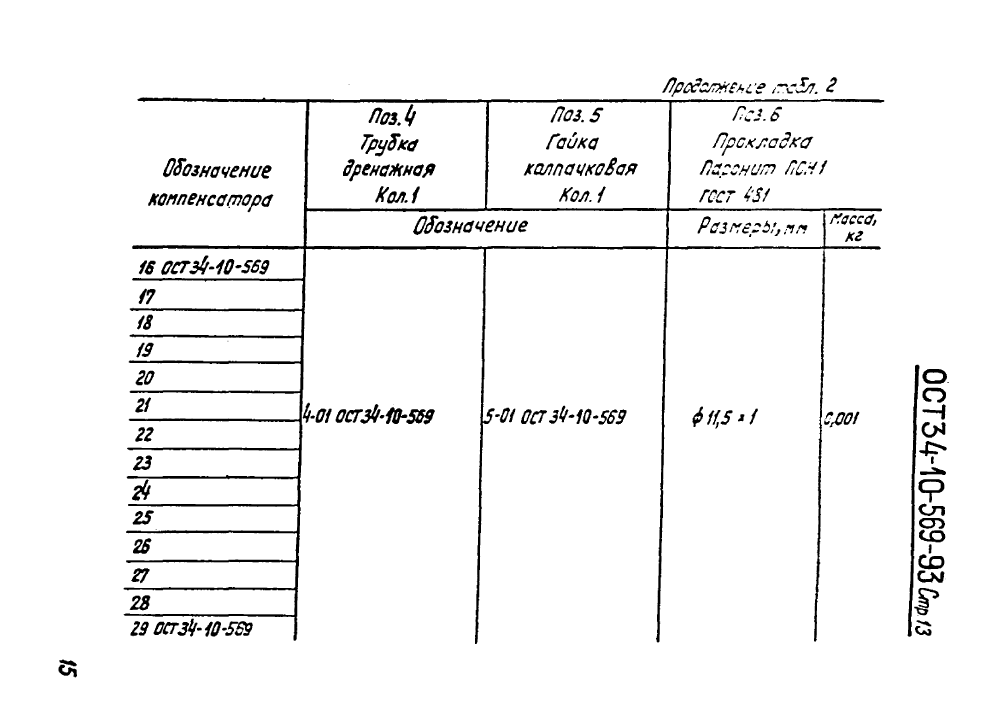 Продолжение табл. 2
Обозначение
компенсатора
Поз. 4
Трубка
дренажная
Кол. 1
Поз. 5
Гайка
колпачковая
Кол. 1
Поз. 6
Прокладка
Паронит ПОН1
ГОСТ 481
Обозначение
Размеры, мм
Масса,
кг
16 ОСТ 34-10-569
17
18
19
20
21
22
23
24
25
26
27
28
29 ОСТ 34-10-569
4-01 ОСТ 34-10-569
5-01 ОСТ 34-10-569
ϕ 11,5 × 1
0,001
ОСТ 34-10-569-93 Стр 13
15